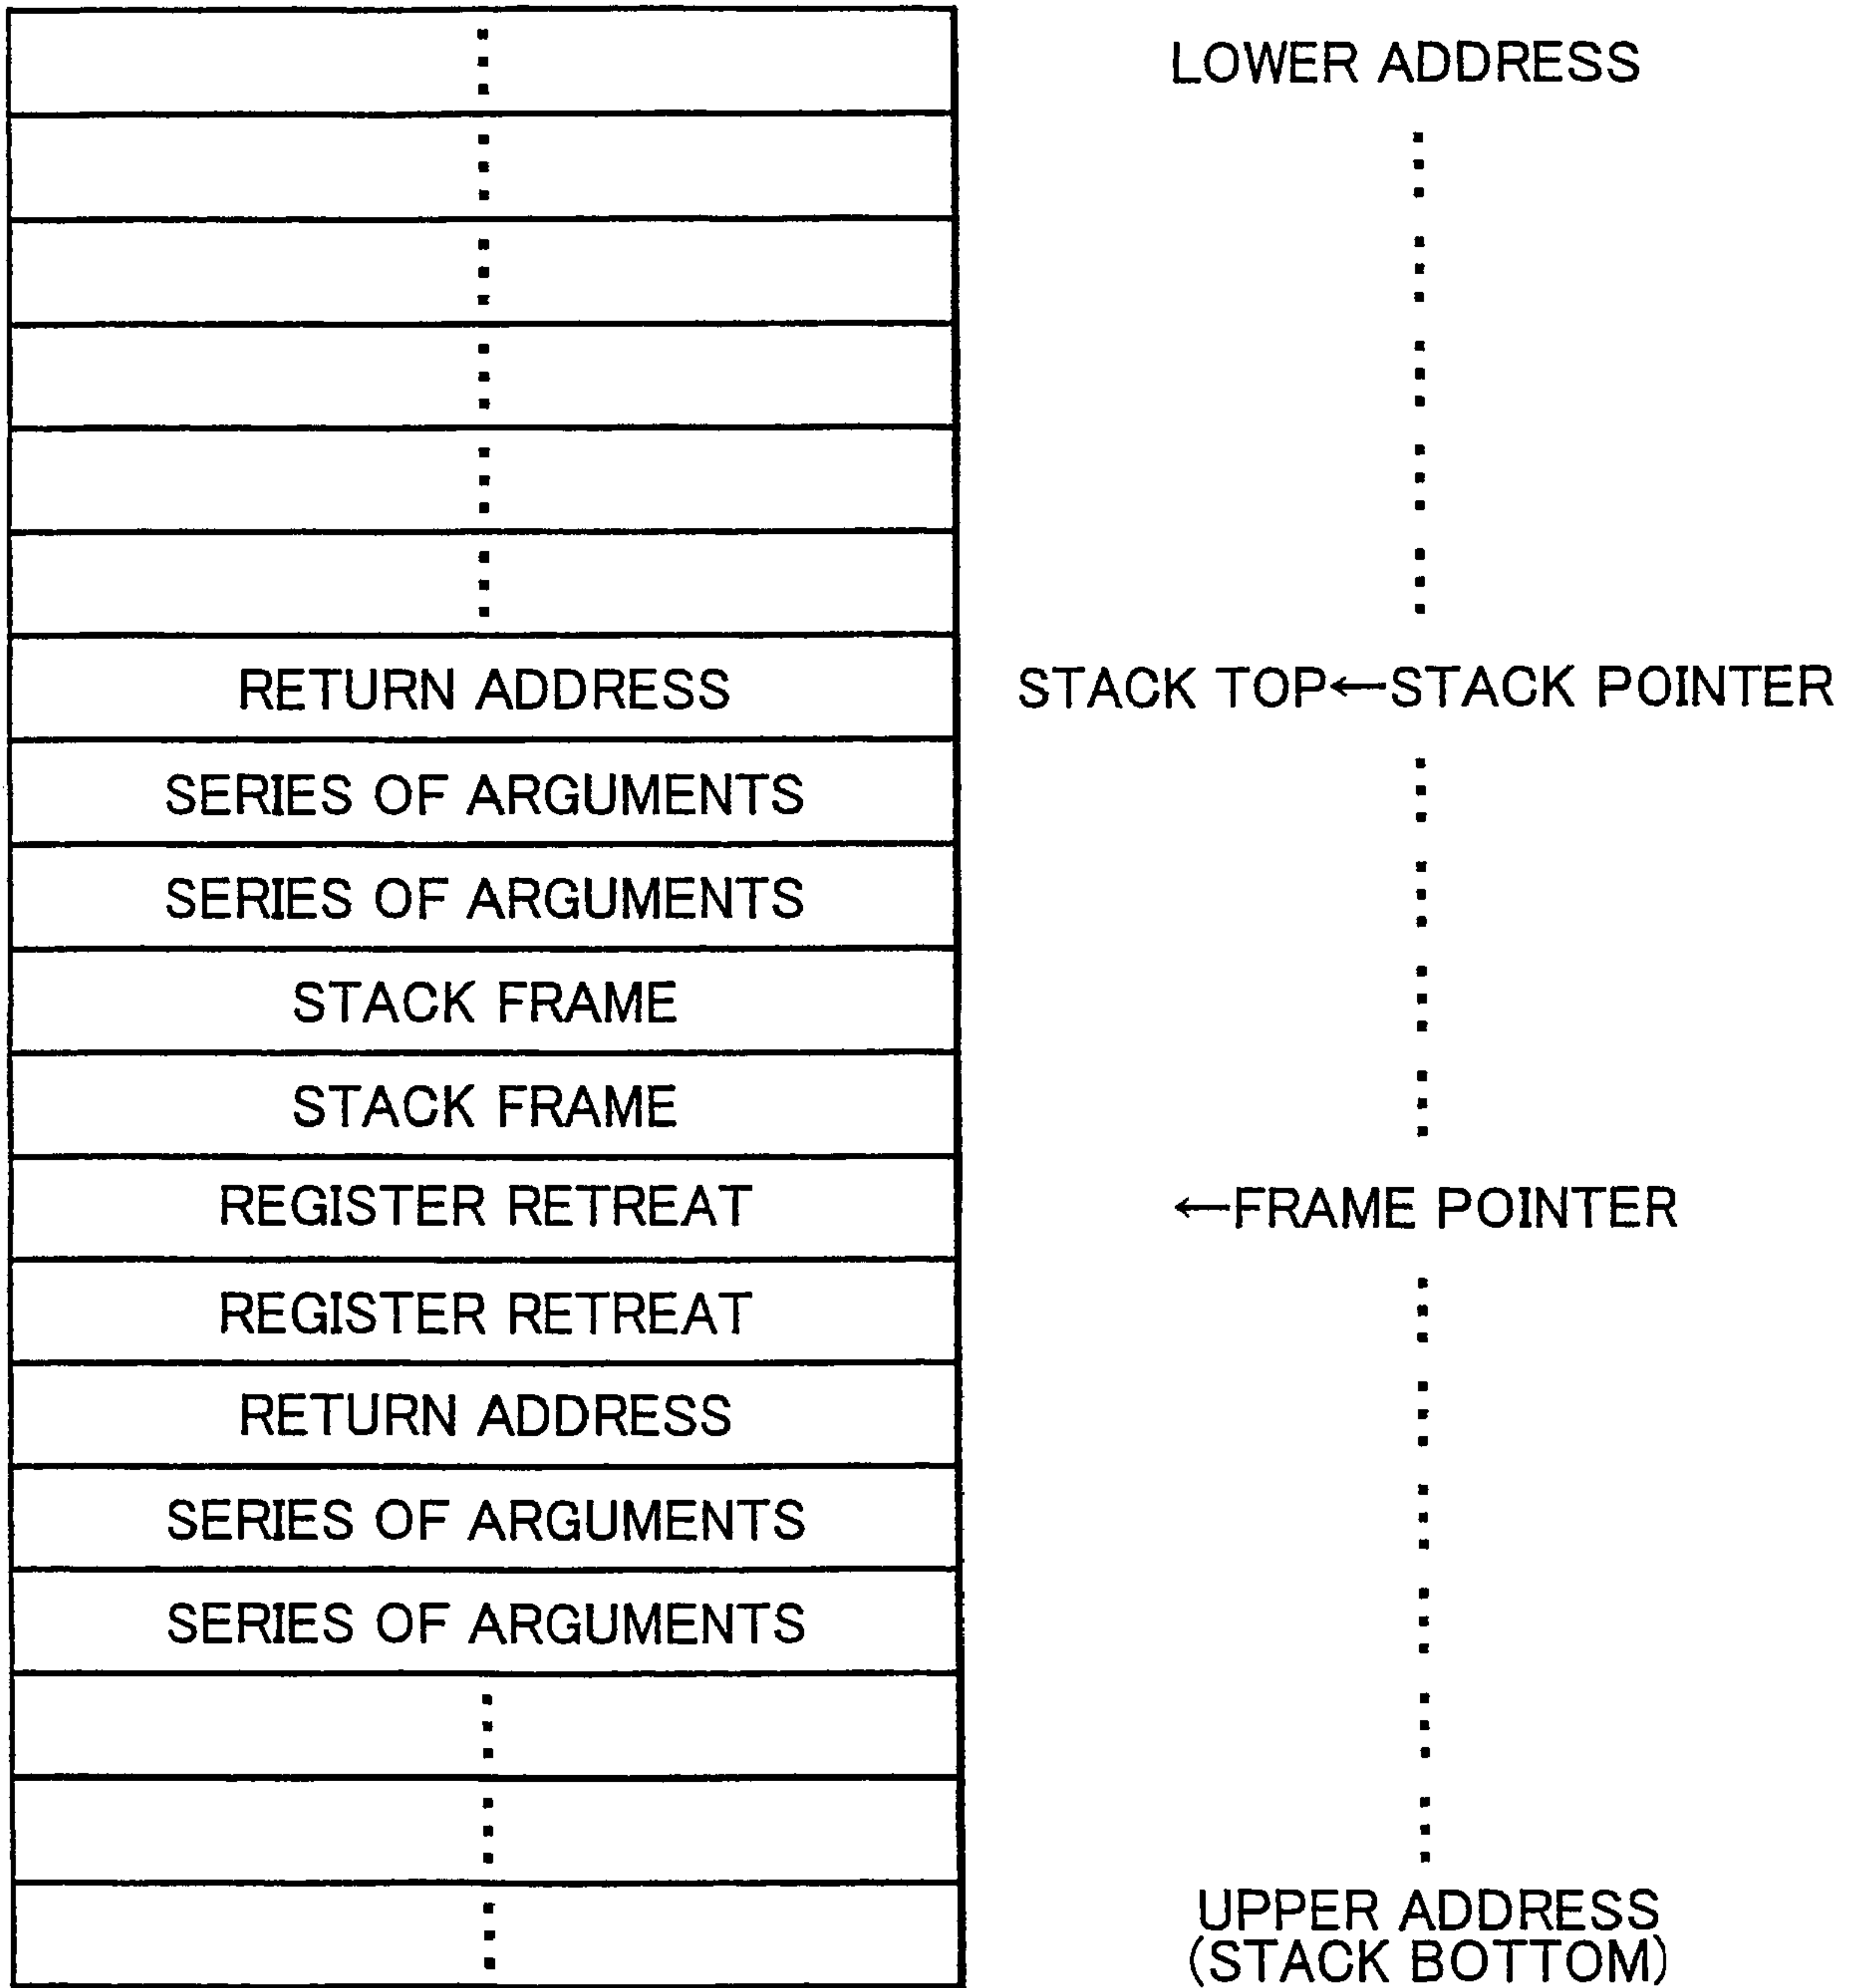 LOWER ADDRESS
RETURN ADDRESS STACK TOP←STACK POINTER
SERIES OF ARGUMENTS
SERIES OF ARGUMENTS
STACK FRAME
STACK FRAME
REGISTER RETREAT ←FRAME POINTER
REGISTER RETREAT
RETURN ADDRESS
SERIES OF ARGUMENTS
SERIES OF ARGUMENTS
UPPER ADDRESS
(STACK BOTTOM)